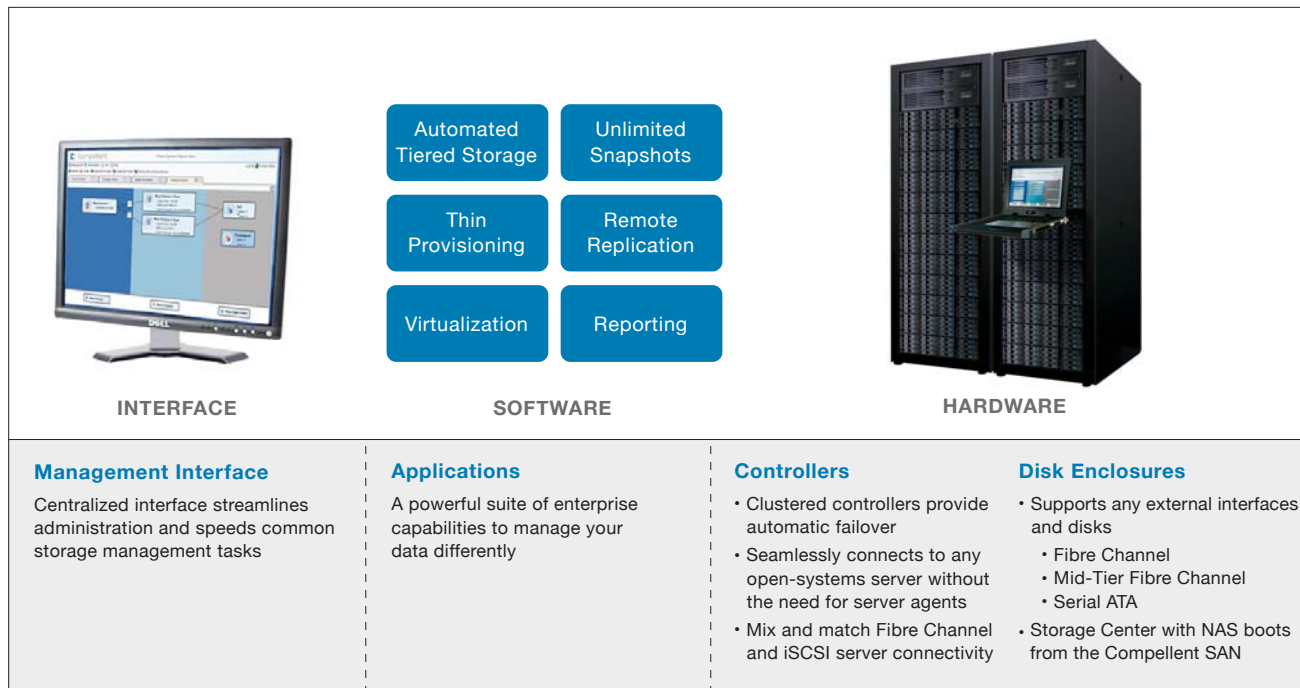 compellent
DELL
Automated
Tiered Storage
Unlimited
Snapshots
Thin
Provisioning
Remote
Replication
Virtualization
Reporting
INTERFACE
SOFTWARE
HARDWARE
Management Interface
Centralized interface streamlines
administration and speeds common
storage management tasks
Applications
A powerful suite of enterprise
capabilities to manage your
data differently
Controllers
• Clustered controllers provide
automatic failover
• Seamlessly connects to any
open-systems server without
the need for server agents
• Mix and match Fibre Channel
and iSCSI server connectivity
Disk Enclosures
• Supports any external interfaces
and disks
• Fibre Channel
• Mid-Tier Fibre Channel
• Serial ATA
• Storage Center with NAS boots
from the Compellent SAN